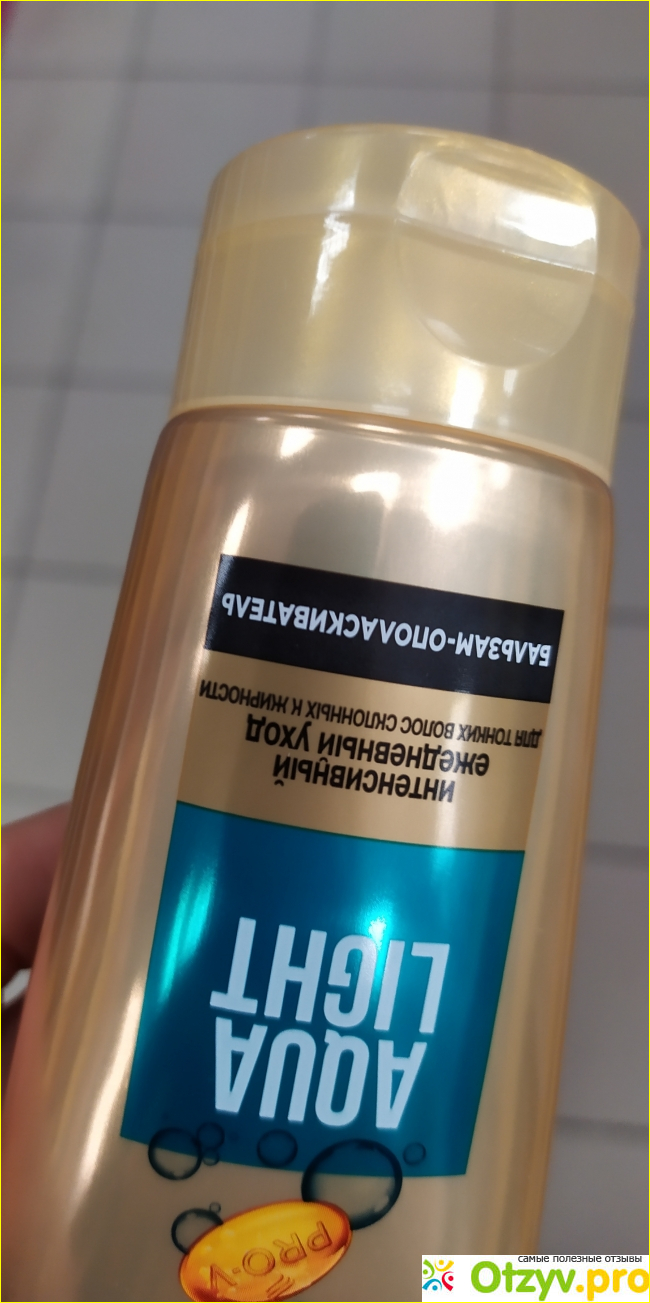 PRO-V
AQUA
LIGHT
ИНТЕНСИВНЫЙ
ЕЖЕДНЕВНЫЙ УХОД
ДЛЯ ТОНКИХ ВОЛОС СКЛОННЫХ К ЖИРНОСТИ
БАЛЬЗАМ-ОПОЛАСКИВАТЕЛЬ
самые полезные отзывы
Otzyv.pro